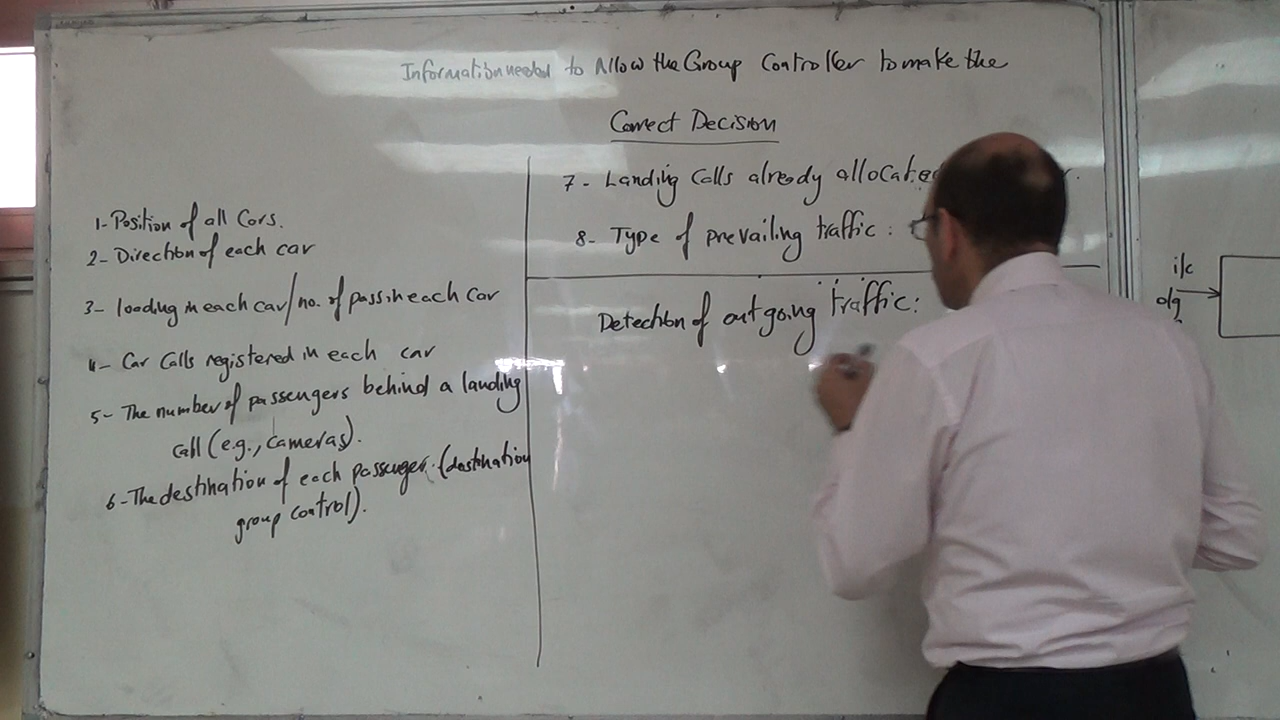 Information needed to Allow the Group Controller to make the
Correct Decision
1- Position of all Cars.
2- Direction of each car
3- loading in each car/no. of pass. in each car
4- Car Calls registered in each car
5- The number of passengers behind a landing
call (e.g., cameras).
6- The destination of each passenger. (destination
group control).
7- Landing Calls already allocated
8- Type of prevailing traffic :
Detection of outgoing traffic:
i/c
o/g